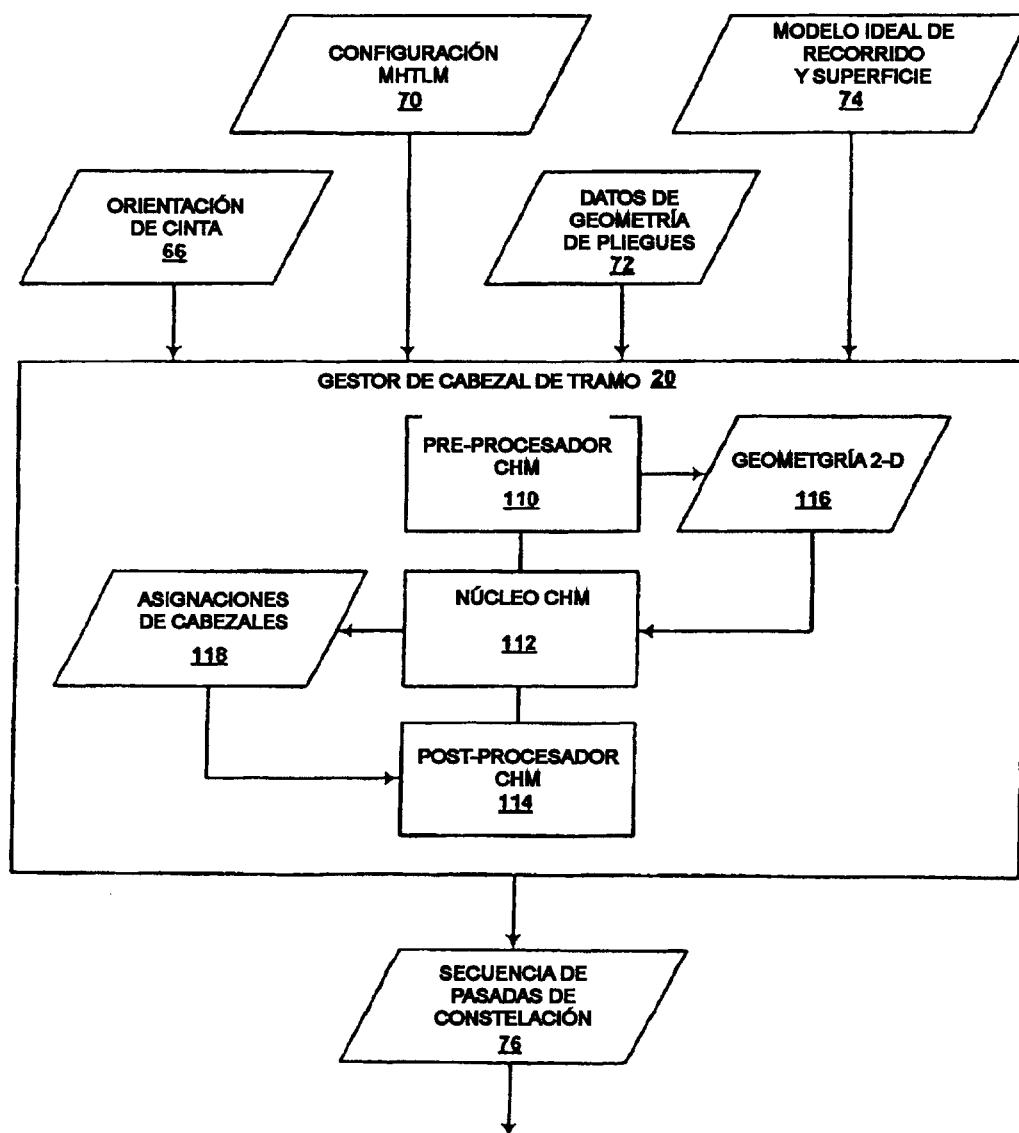 CONFIGURACIÓN
MHTLM
70
MODELO IDEAL DE
RECORRIDO
Y SUPERFICIE
74
ORIENTACIÓN
DE CINTA
66
DATOS DE
GEOMETRÍA
DE PLIEGUES
72
GESTOR DE CABEZAL DE TRAMO 20
PRE-PROCESADOR
CHM
110
GEOMETGRÍA 2-D
116
ASIGNACIONES
DE CABEZALES
118
NÚCLEO CHM
112
POST-PROCESADOR
CHM
114
SECUENCIA DE
PASADAS DE
CONSTELACIÓN
76